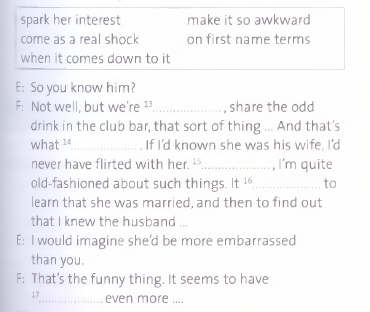 spark her interest make it so awkward
come as a real shock on first name terms
when it comes down to it
E: So you know him?
F: Not well, but we're 13...................., share the odd
drink in the club bar, that sort of thing ... And that's
what 14.................... . If I'd known she was his wife, I'd
never have flirted with her. 15...................., I'm quite
old-fashioned about such things. It 16.................... to
learn that she was married, and then to find out
that I knew the husband ...
E: I would imagine she'd be more embarrassed
than you.
F: That's the funny thing. It seems to have
17.................... even more ....